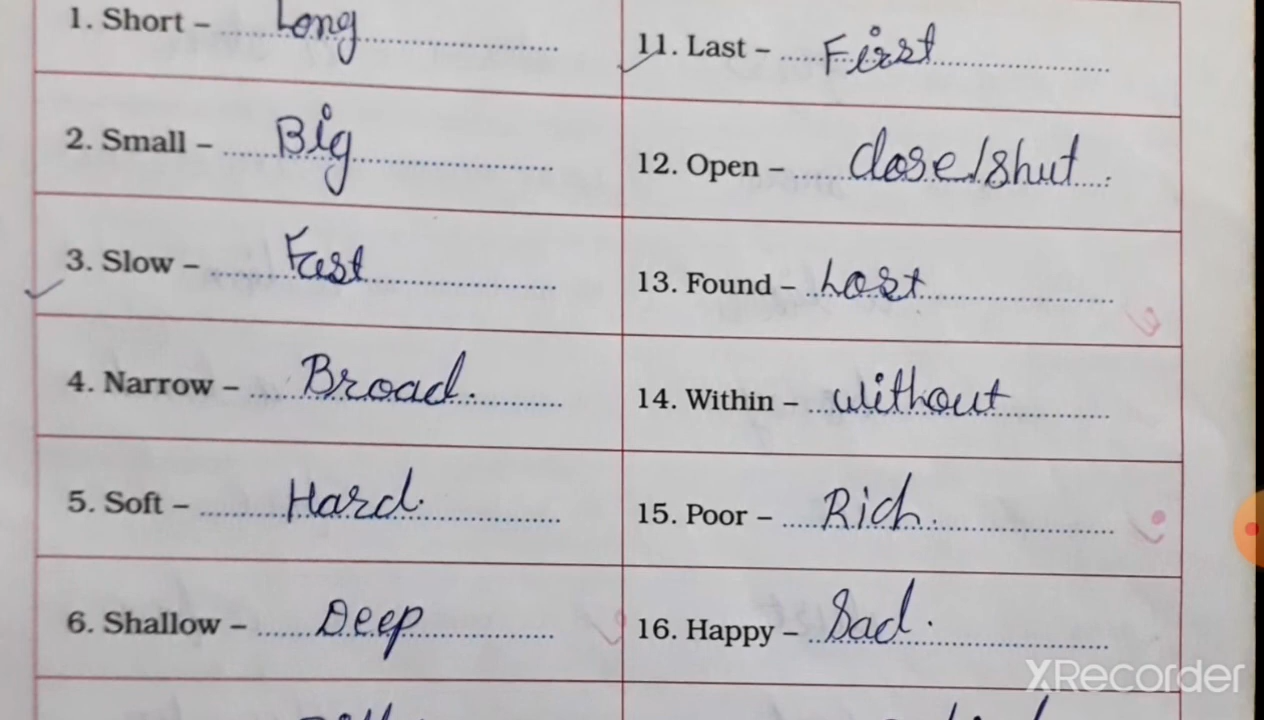 1. Short – Long
2. Small – Big
3. Slow – Fast
4. Narrow – Broad.
5. Soft – Hard.
6. Shallow – Deep
11. Last – First
12. Open – close/shut.
13. Found – Lost
14. Within – without
15. Poor – Rich.
16. Happy – Sad.
XRecorder